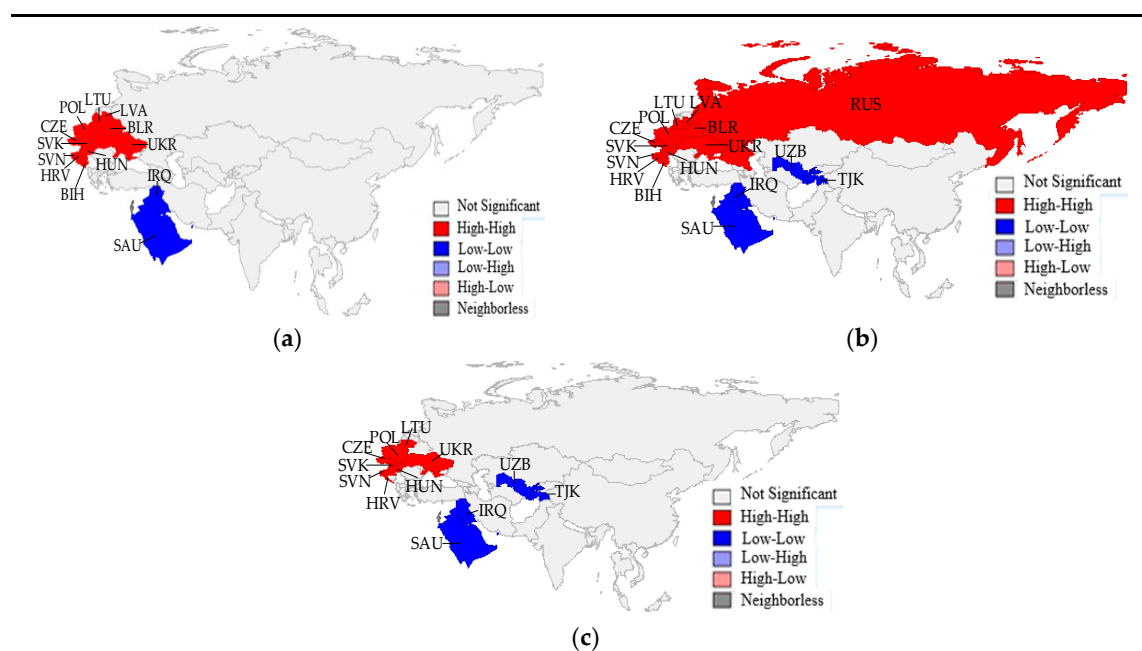 LTU
POL
LVA
CZE
BLR
SVK
UKR
SVN
HUN
HRV
IRQ
BIH
SAU
Not Significant
High-High
Low-Low
Low-High
High-Low
Neighborless
(a)
RUS
LTU
LVA
POL
CZE
BLR
SVK
UKR
UZB
SVN
HUN
TJK
HRV
IRQ
BIH
SAU
Not Significant
High-High
Low-Low
Low-High
High-Low
Neighborless
(b)
LTU
POL
CZE
UKR
SVK
UZB
SVN
HUN
TJK
HRV
IRQ
SAU
Not Significant
High-High
Low-Low
Low-High
High-Low
Neighborless
(c)